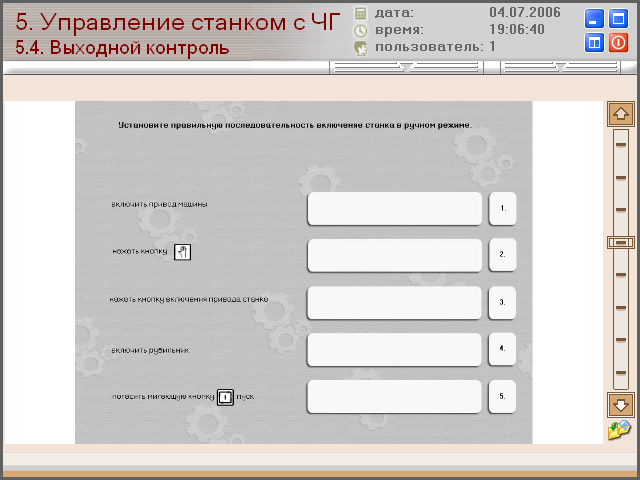 5. Управление станком с ЧГ
5.4. Выходной контроль
дата: 04.07.2006
время: 19:06:40
пользователь: 1
Установите правильную последовательность включения станка в ручном режиме.
включить привод машины
1.
нажать кнопку
2.
нажать кнопку включения привода станка
3.
включить рубильник
4.
погасить мигающую кнопку I пуск
5.